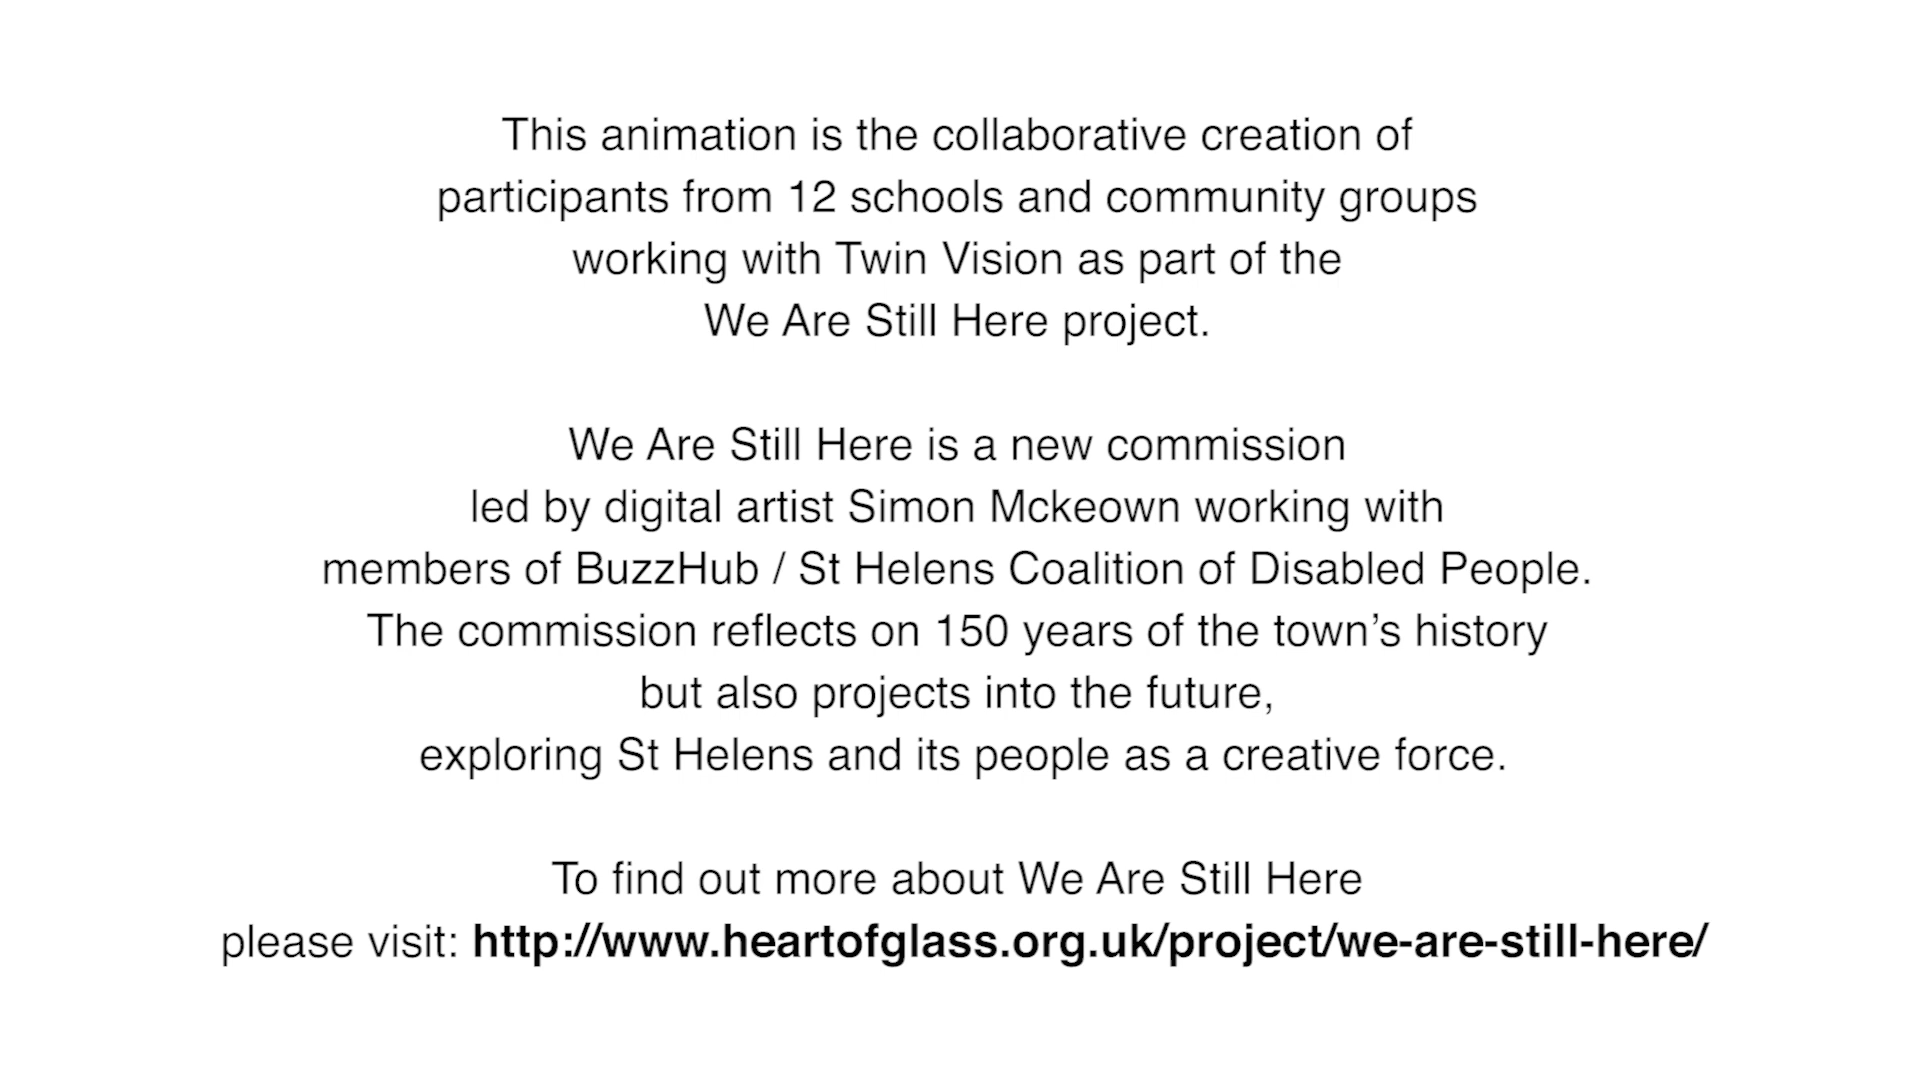 This animation is the collaborative creation of
participants from 12 schools and community groups
working with Twin Vision as part of the
We Are Still Here project.
We Are Still Here is a new commission
led by digital artist Simon Mckeown working with
members of BuzzHub / St Helens Coalition of Disabled People.
The commission reflects on 150 years of the town’s history
but also projects into the future,
exploring St Helens and its people as a creative force.
To find out more about We Are Still Here
please visit: http://www.heartofglass.org.uk/project/we-are-still-here/